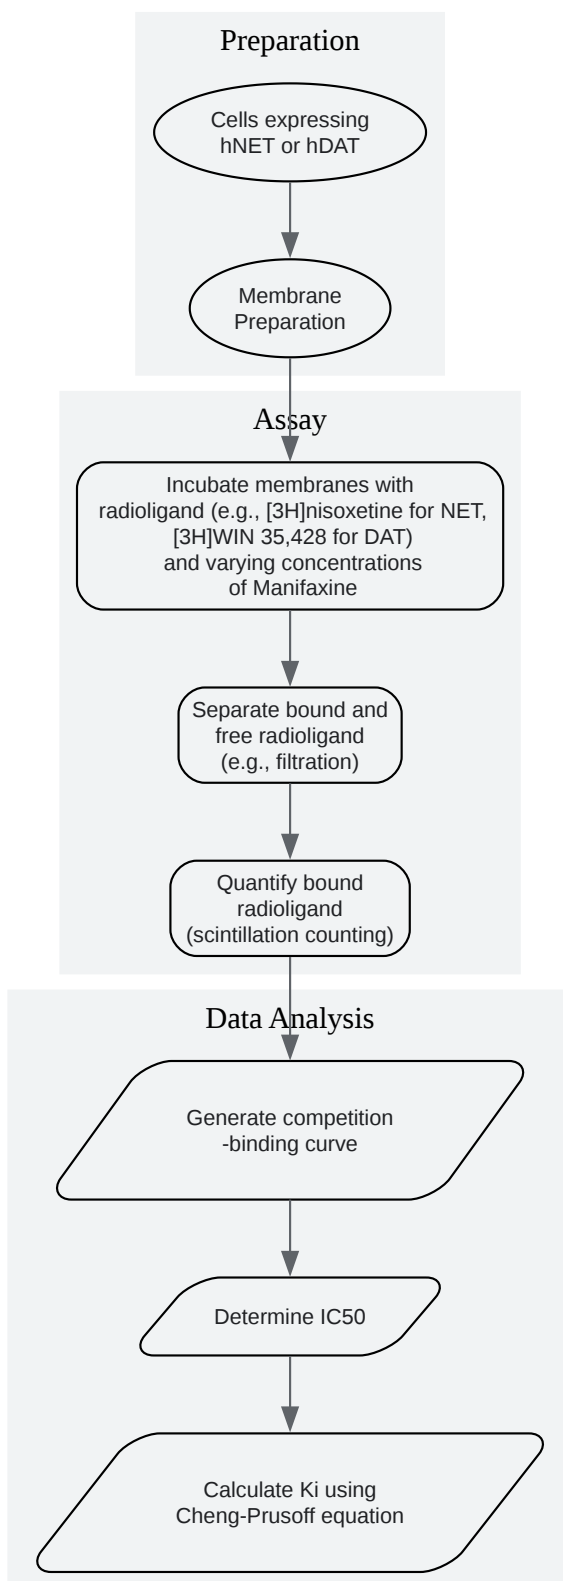 Preparation
Cells expressing
hNET or hDAT
Membrane
Preparation
Assay
Incubate membranes with
radioligand (e.g., [3H]nisoxetine for NET,
[3H]WIN 35,428 for DAT)
and varying concentrations
of Manifaxine
Separate bound and
free radioligand
(e.g., filtration)
Quantify bound
radioligand
(scintillation counting)
Data Analysis
Generate competition
-binding curve
Determine IC50
Calculate Ki using
Cheng-Prusoff equation